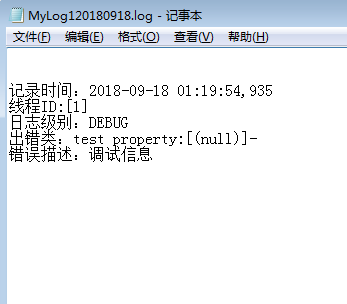 MyLog120180918.log - 记事本
文件(F) 编辑(E) 格式(O) 查看(V) 帮助(H)
记录时间：2018-09-18 01:19:54,935
线程ID:[1]
日志级别：DEBUG
出错类：test property:[(null)]-
错误描述：调试信息